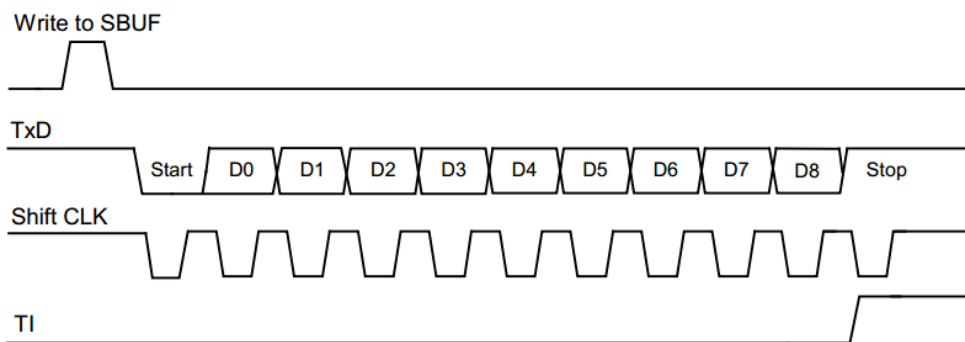 Write to SBUF
TxD
Start D0 D1 D2 D3 D4 D5 D6 D7 D8 Stop
Shift CLK
TI